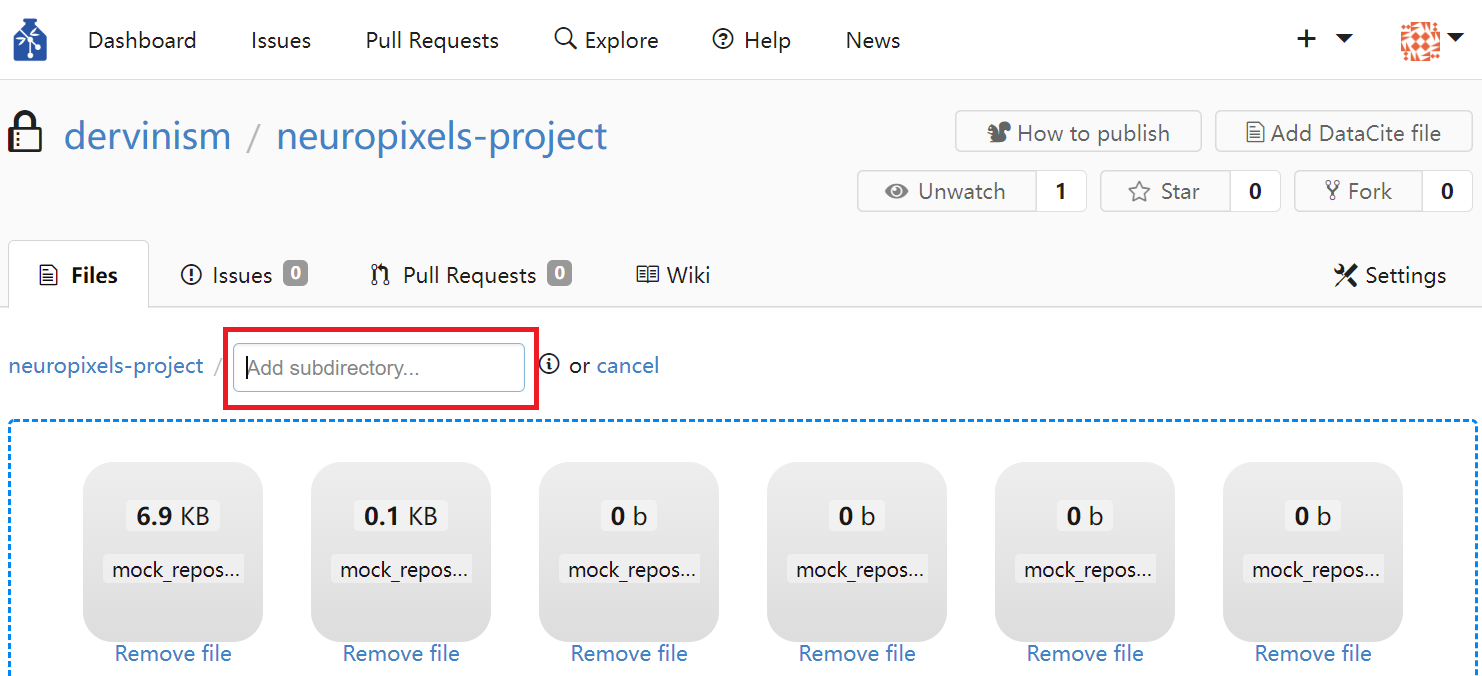 Dashboard Issues Pull Requests Explore Help News
dervinism / neuropixels-project How to publish Add DataCite file
Unwatch 1 Star 0 Fork 0
Files Issues 0 Pull Requests 0 Wiki Settings
neuropixels-project / Add subdirectory... or cancel
6.9 KB 0.1 KB 0 b 0 b 0 b 0 b
mock_repos... mock_repos... mock_repos... mock_repos... mock_repos... mock_repos...
Remove file Remove file Remove file Remove file Remove file Remove file